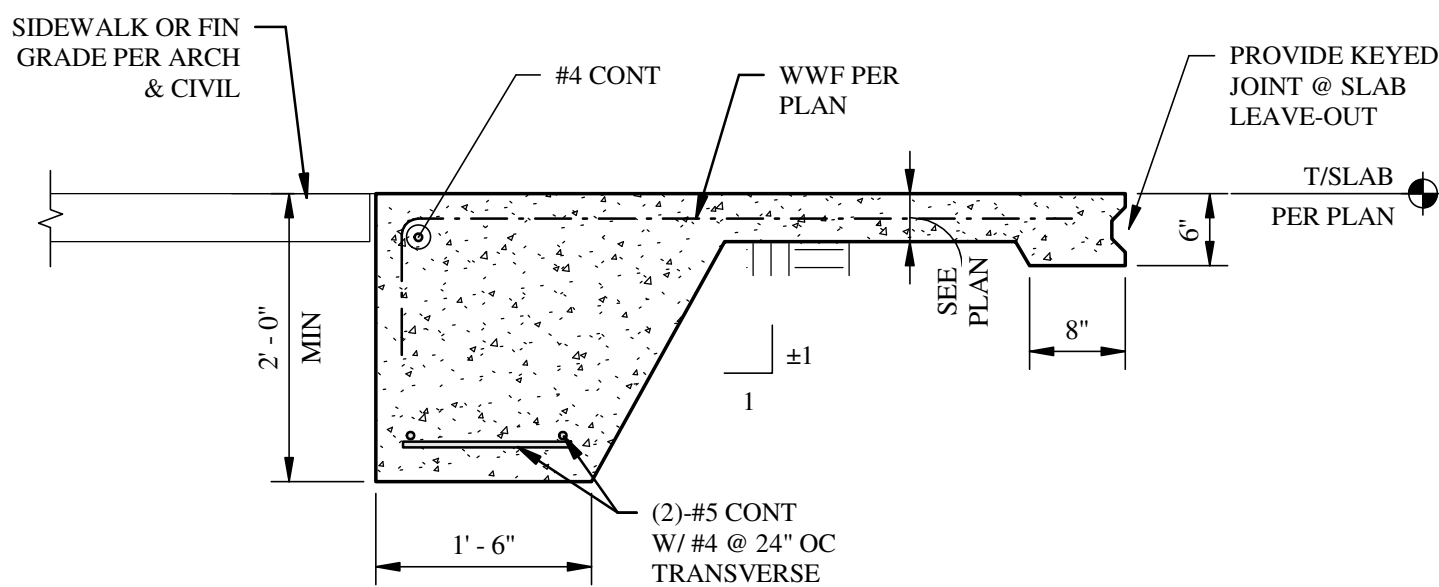 SIDEWALK OR FIN
GRADE PER ARCH
& CIVIL
#4 CONT
WWF PER
PLAN
PROVIDE KEYED
JOINT @ SLAB
LEAVE-OUT
T/SLAB
PER PLAN
6"
SEE
PLAN
8"
2' - 0"
MIN
±1
1
1' - 6"
(2)-#5 CONT
W/ #4 @ 24" OC
TRANSVERSE